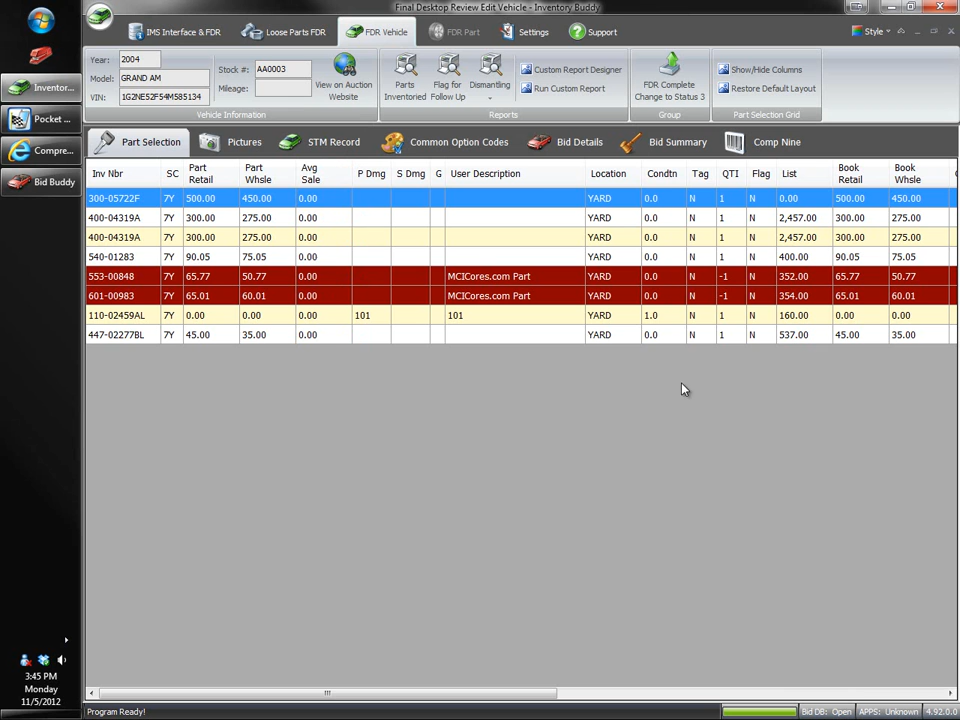 Final Desktop Review Edit Vehicle - Inventory Buddy
IMS Interface & FDR
Loose Parts FDR
FDR Vehicle
FDR Part
Settings
Support
Style
Year: 2004
Model: GRAND AM
VIN: 1G2NE52F54M585134
Stock #: AA0003
Mileage:
View on Auction
Website
Vehicle Information
Parts
Inventoried
Flag for
Follow Up
Dismantling
Custom Report Designer
Run Custom Report
Reports
FDR Complete
Change to Status 3
Group
Show/Hide Columns
Restore Default Layout
Part Selection Grid
Inventor...
Pocket ...
Compre...
Bid Buddy
Part Selection
Pictures
STM Record
Common Option Codes
Bid Details
Bid Summary
Comp Nine
Inv Nbr SC Part Retail Part Whsle Avg Sale P Dmg S Dmg G User Description Location Condtn Tag QTI Flag List Book Retail Book Whsle
300-05722F 7Y 500.00 450.00 0.00 YARD 0.0 N 1 N 0.00 500.00 450.00
400-04319A 7Y 300.00 275.00 0.00 YARD 0.0 N 1 N 2,457.00 300.00 275.00
400-04319A 7Y 300.00 275.00 0.00 YARD 0.0 N 1 N 2,457.00 300.00 275.00
540-01283 7Y 90.05 75.05 0.00 YARD 0.0 N 1 N 400.00 90.05 75.05
553-00848 7Y 65.77 50.77 0.00 MCICores.com Part YARD 0.0 N -1 N 352.00 65.77 50.77
601-00983 7Y 65.01 60.01 0.00 MCICores.com Part YARD 0.0 N -1 N 354.00 65.01 60.01
110-02459AL 7Y 0.00 0.00 0.00 101 101 YARD 1.0 N 1 N 160.00 0.00 0.00
447-02277BL 7Y 45.00 35.00 0.00 YARD 0.0 N 1 N 537.00 45.00 35.00
3:45 PM
Monday
11/5/2012
Program Ready!
Bid DB: Open
APPS: Unknown
4.92.0.0